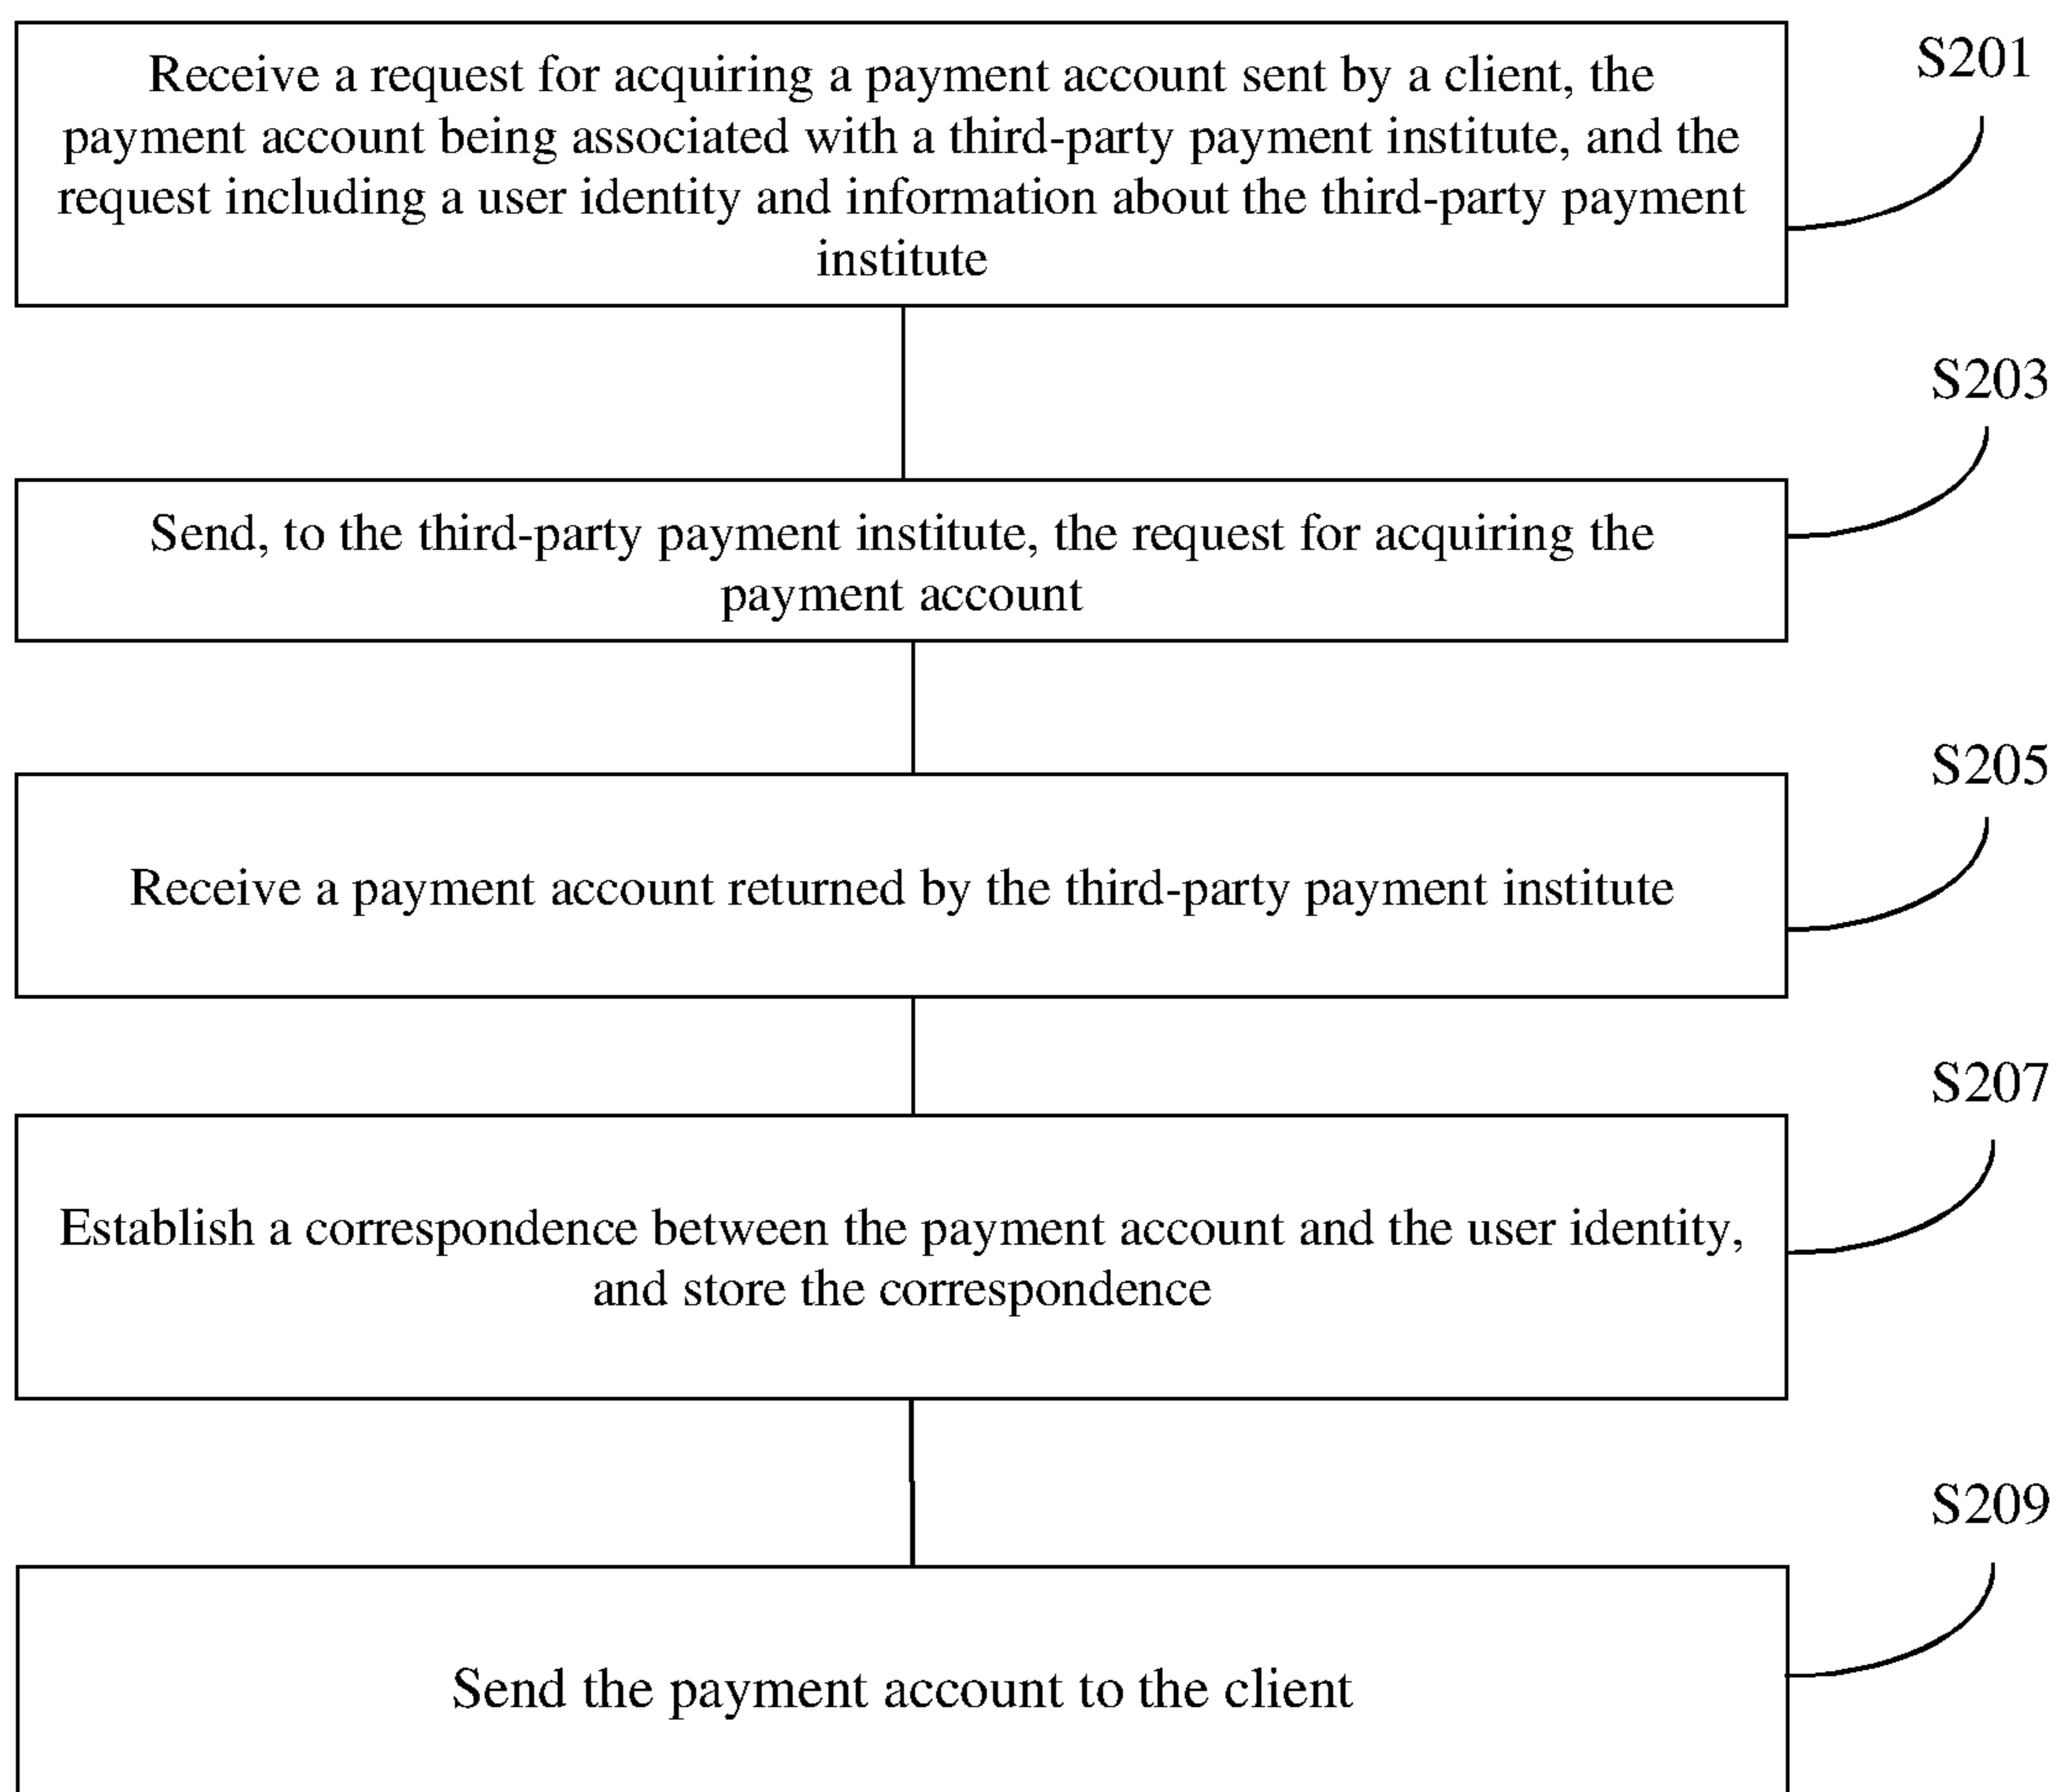 Receive a request for acquiring a payment account sent by a client, the
payment account being associated with a third-party payment institute, and the
request including a user identity and information about the third-party payment
institute
S201
Send, to the third-party payment institute, the request for acquiring the
payment account
S203
Receive a payment account returned by the third-party payment institute
S205
Establish a correspondence between the payment account and the user identity,
and store the correspondence
S207
Send the payment account to the client
S209